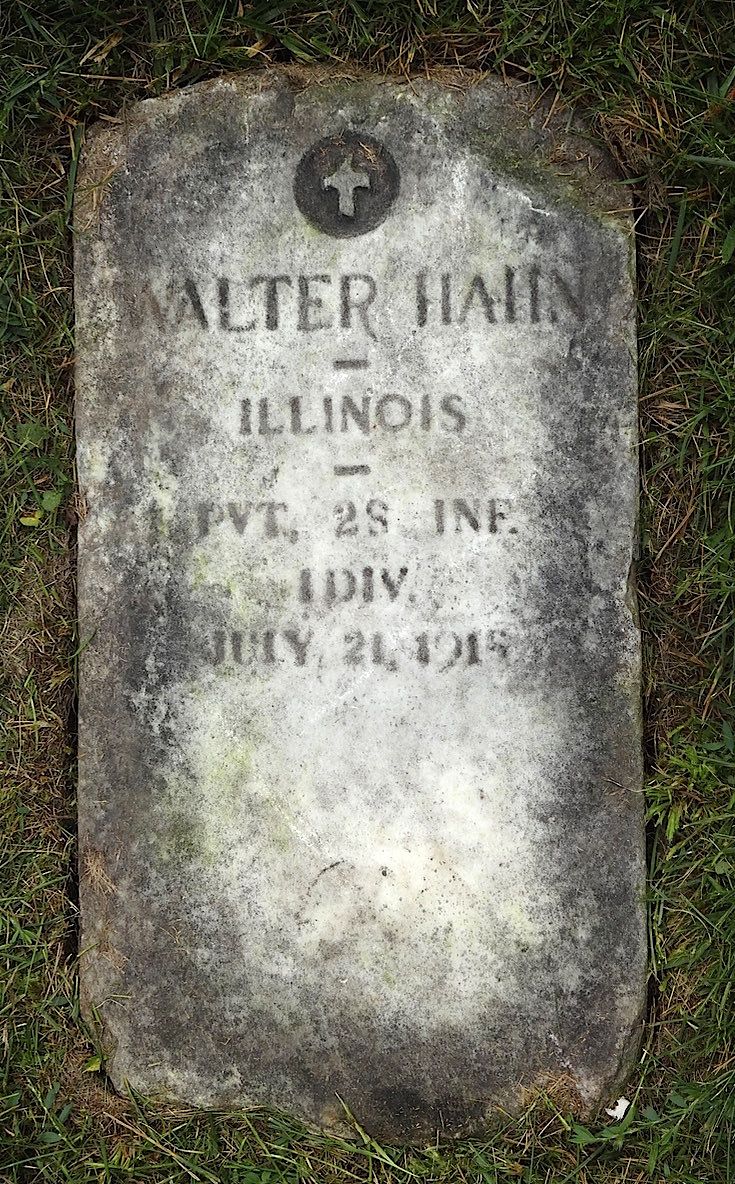 WALTER HAHN
ILLINOIS
PVT. 28 INF.
1 DIV.
JULY 21, 1918